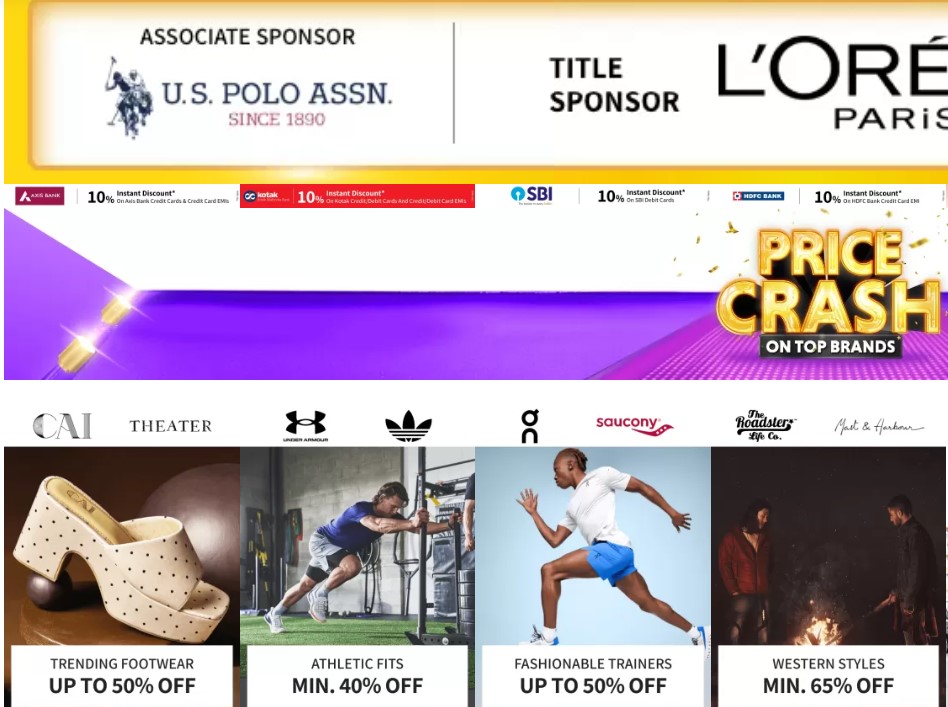 ASSOCIATE SPONSOR
U.S. POLO ASSN.
SINCE 1890
TITLE
SPONSOR
L'ORÉ
PARiS
AXIS BANK
10% Instant Discount*
On Axis Bank Credit Cards & Credit Card EMIs
kotak
10% Instant Discount*
On Kotak Credit/Debit Cards And Credit/Debit Card EMIs
SBI
10% Instant Discount*
On SBI Debit Cards
HDFC BANK
10% Instant Discount*
On HDFC Bank Credit Card EMI
PRICE
CRASH
ON TOP BRANDS
CAI
THEATER
UNDER ARMOUR
On
saucony
The
Roadster
Life Co.
Mast & Harbour
CAI
TRENDING FOOTWEAR
UP TO 50% OFF
ATHLETIC FITS
MIN. 40% OFF
FASHIONABLE TRAINERS
UP TO 50% OFF
WESTERN STYLES
MIN. 65% OFF